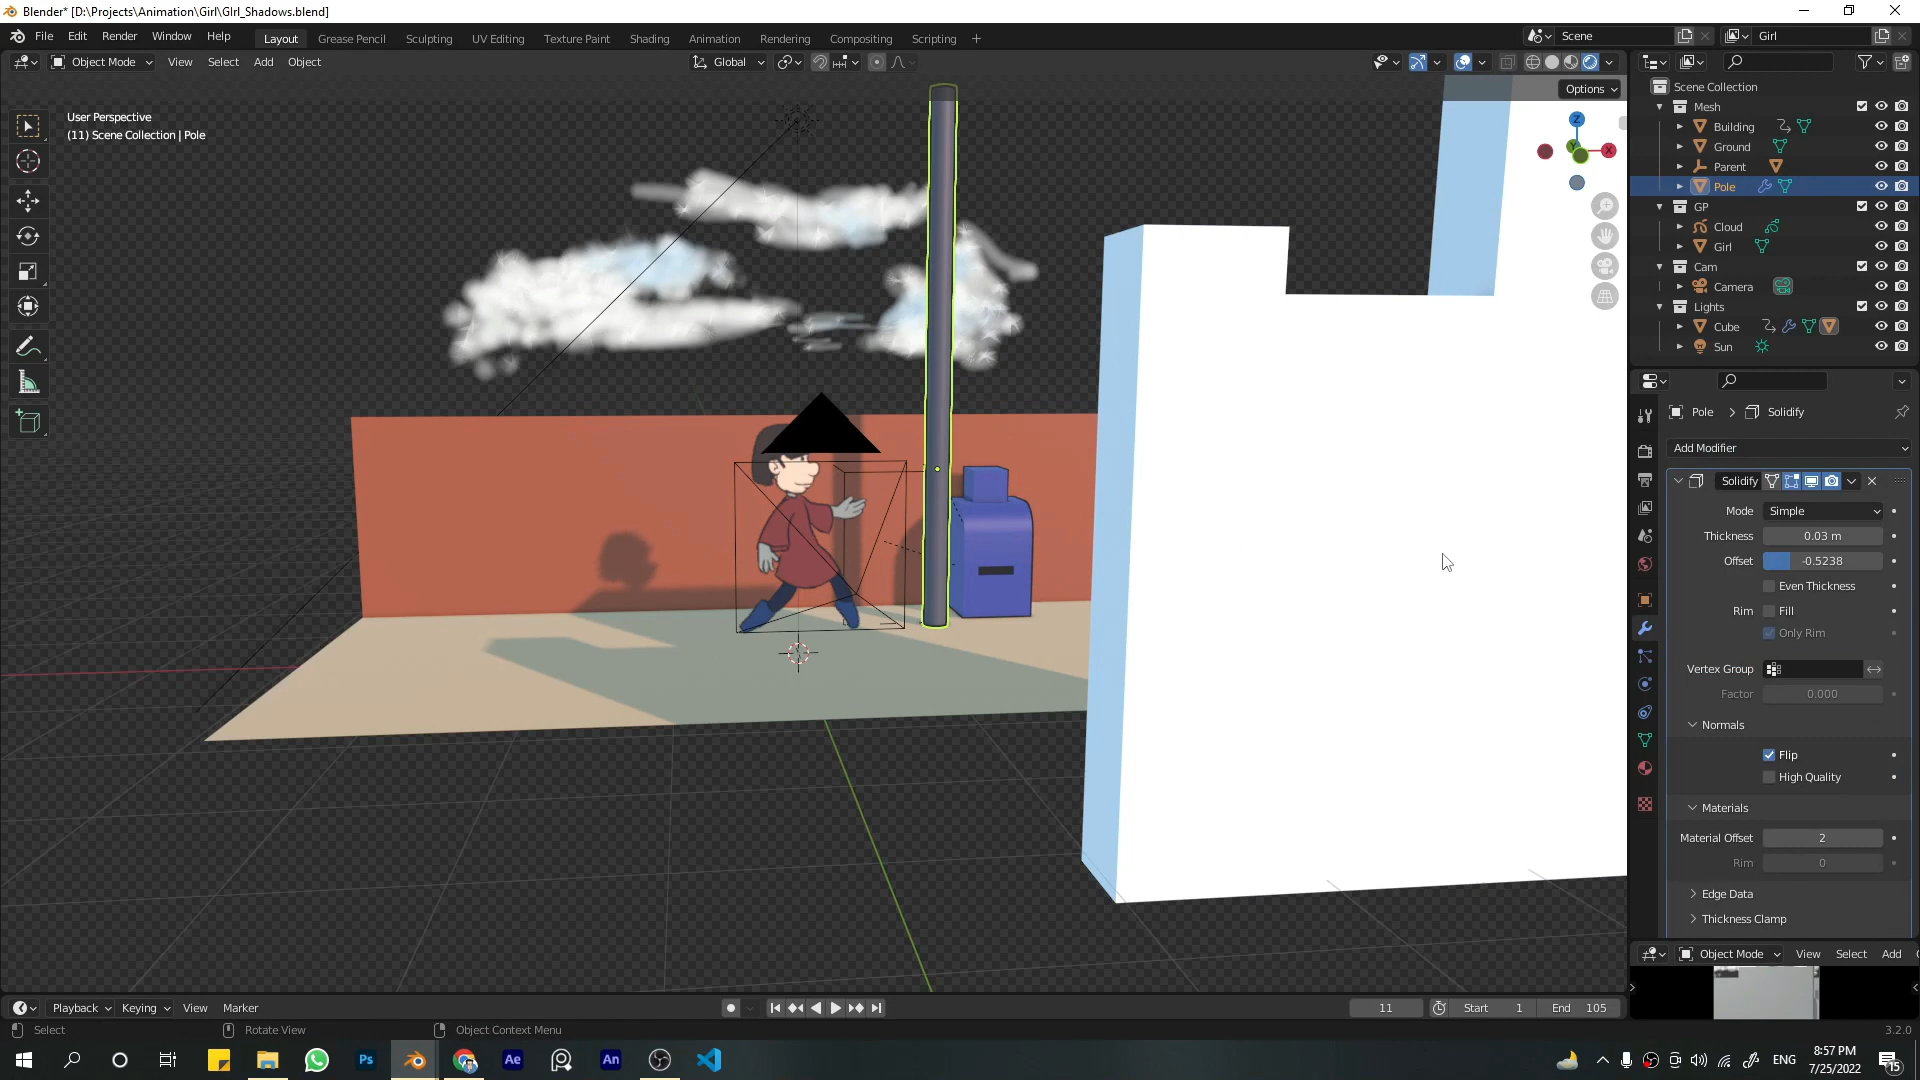 Blender* [D:\Projects\Animation\Girl\GIrl_Shadows.blend]
File Edit Render Window Help Layout Grease Pencil Sculpting UV Editing Texture Paint Shading Animation Rendering Compositing Scripting + Scene Girl
Object Mode View Select Add Object Global
Options
User Perspective
(11) Scene Collection | Pole
Z
X
Scene Collection
Mesh
Building
Ground
Parent
Pole
GP
Cloud
Girl
Cam
Camera
Lights
Cube
Sun
Pole > Solidify
Add Modifier
Solidify
Mode Simple
Thickness 0.03 m
Offset -0.5238
Even Thickness
Rim Fill
Only Rim
Vertex Group
Factor 0.000
Normals
Flip
High Quality
Materials
Material Offset 2
Rim 0
Edge Data
Thickness Clamp
Object Mode View Select Add
Playback Keying View Marker 11 Start 1 End 105
Select Rotate View Object Context Menu 3.2.0
Ps Ae An ENG 8:57 PM
7/25/2022 15